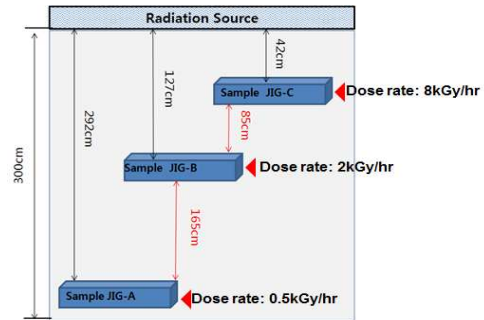 Radiation Source
42cm
127cm
292cm
300cm
Sample JIG-C
Dose rate: 8kGy/hr
85cm
Sample JIG-B
Dose rate: 2kGy/hr
165cm
Sample JIG-A
Dose rate: 0.5kGy/hr